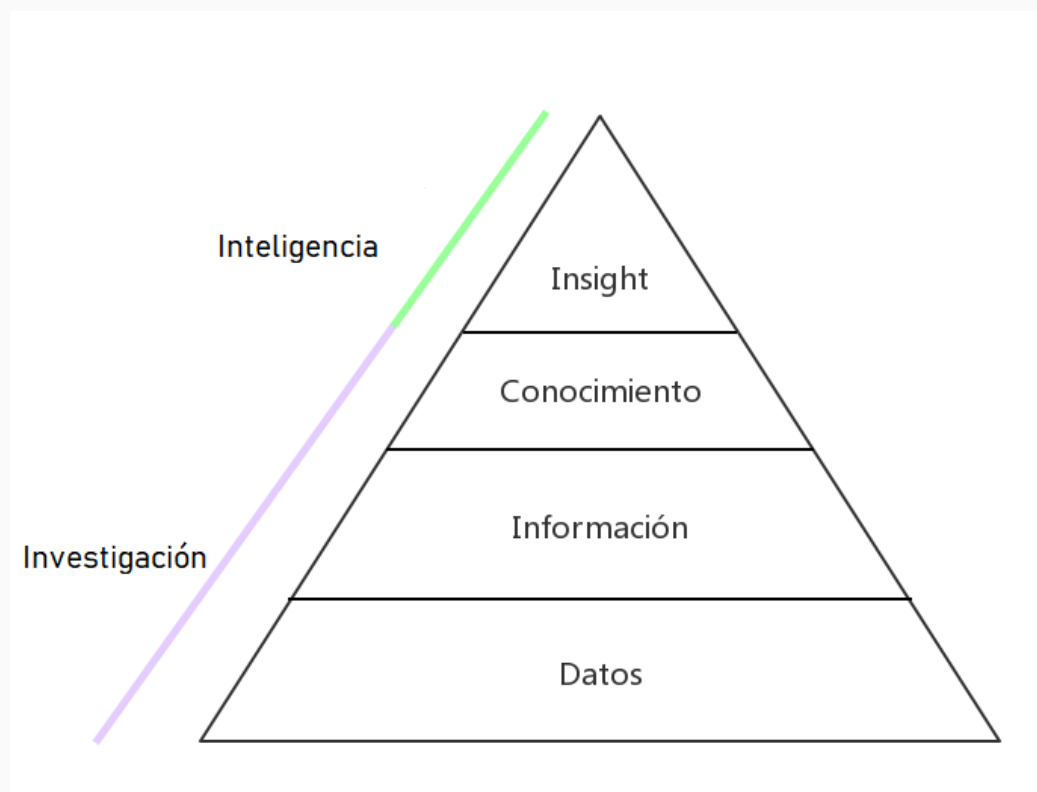 Inteligencia
Insight
Conocimiento
Información
Investigación
Datos